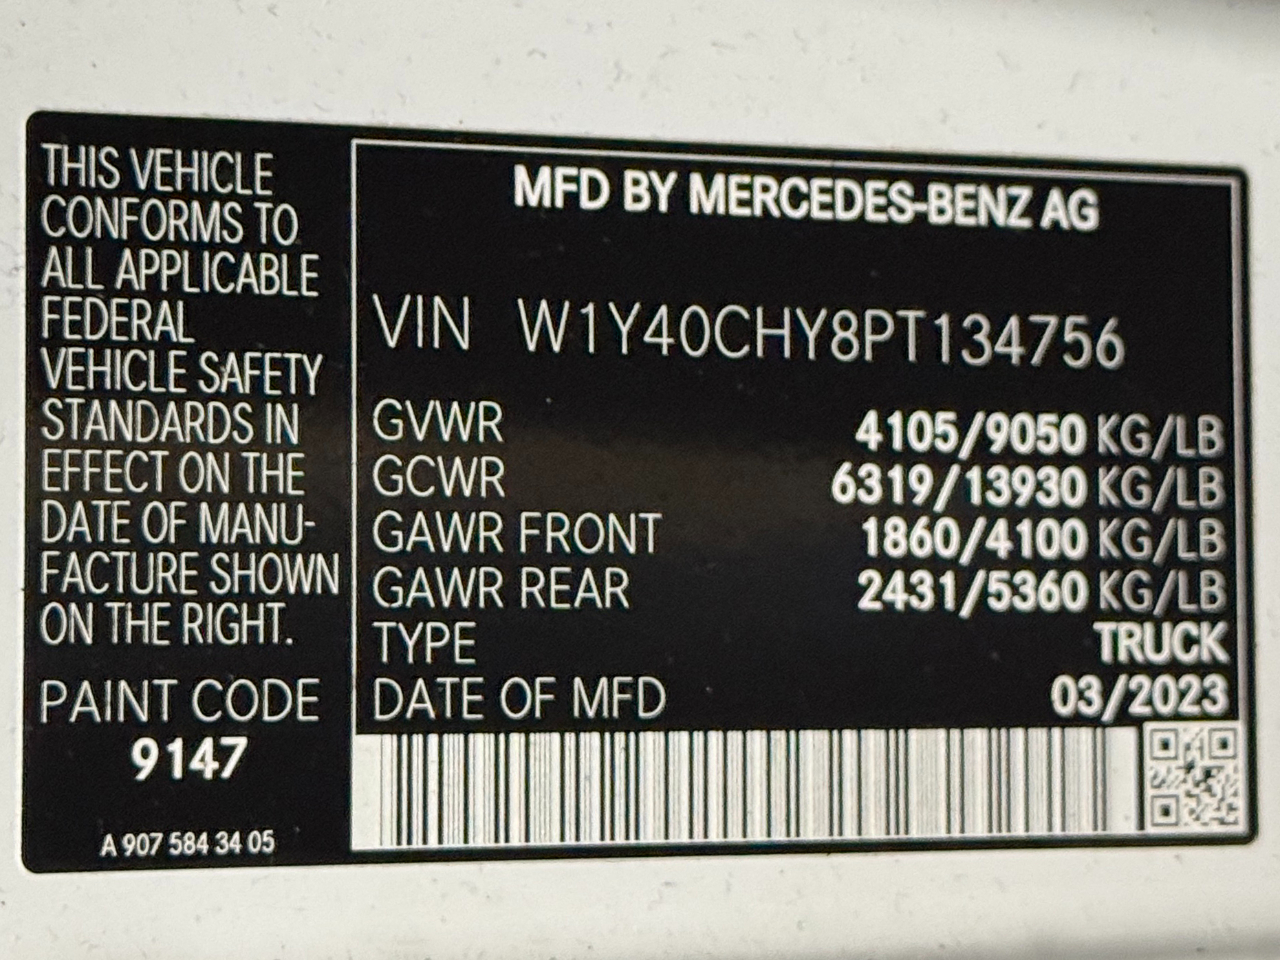 THIS VEHICLE
CONFORMS TO
ALL APPLICABLE
FEDERAL
VEHICLE SAFETY
STANDARDS IN
EFFECT ON THE
DATE OF MANU-
FACTURE SHOWN
ON THE RIGHT.
PAINT CODE
9147
A 907 584 34 05
MFD BY MERCEDES-BENZ AG
VIN W1Y40CHY8PT134756
GVWR 4105/9050 KG/LB
GCWR 6319/13930 KG/LB
GAWR FRONT 1860/4100 KG/LB
GAWR REAR 2431/5360 KG/LB
TYPE TRUCK
DATE OF MFD 03/2023